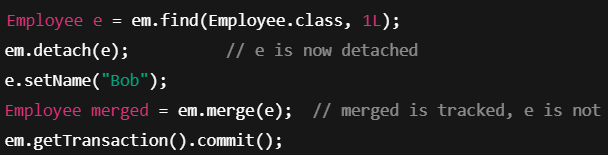 Employee e = em.find(Employee.class, 1L);
em.detach(e);          // e is now detached
e.setName("Bob");
Employee merged = em.merge(e);  // merged is tracked, e is not
em.getTransaction().commit();